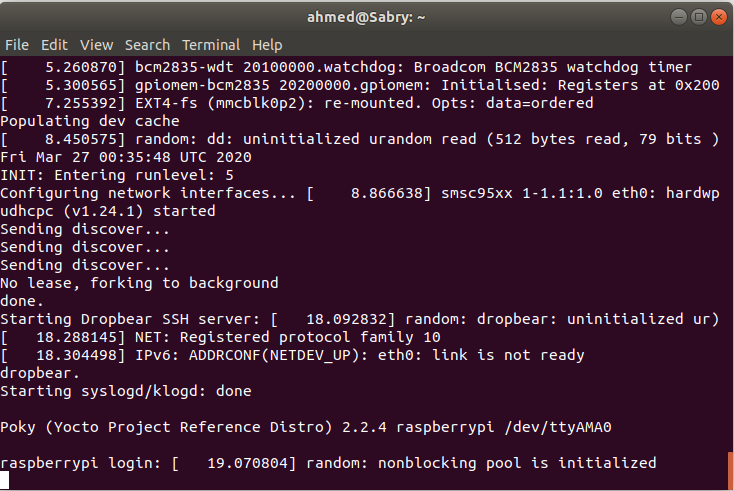 ahmed@Sabry: ~
File Edit View Search Terminal Help
[    5.260870] bcm2835-wdt 20100000.watchdog: Broadcom BCM2835 watchdog timer
[    5.300565] gpiomem-bcm2835 20200000.gpiomem: Initialised: Registers at 0x200
[    7.255392] EXT4-fs (mmcblk0p2): re-mounted. Opts: data=ordered
Populating dev cache
[    8.450575] random: dd: uninitialized urandom read (512 bytes read, 79 bits )
Fri Mar 27 00:35:48 UTC 2020
INIT: Entering runlevel: 5
Configuring network interfaces... [    8.866638] smsc95xx 1-1.1:1.0 eth0: hardwp
udhcpc (v1.24.1) started
Sending discover...
Sending discover...
Sending discover...
No lease, forking to background
done.
Starting Dropbear SSH server: [   18.092832] random: dropbear: uninitialized ur)
[   18.288145] NET: Registered protocol family 10
[   18.304498] IPv6: ADDRCONF(NETDEV_UP): eth0: link is not ready
dropbear.
Starting syslogd/klogd: done
Poky (Yocto Project Reference Distro) 2.2.4 raspberrypi /dev/ttyAMA0
raspberrypi login: [   19.070804] random: nonblocking pool is initialized